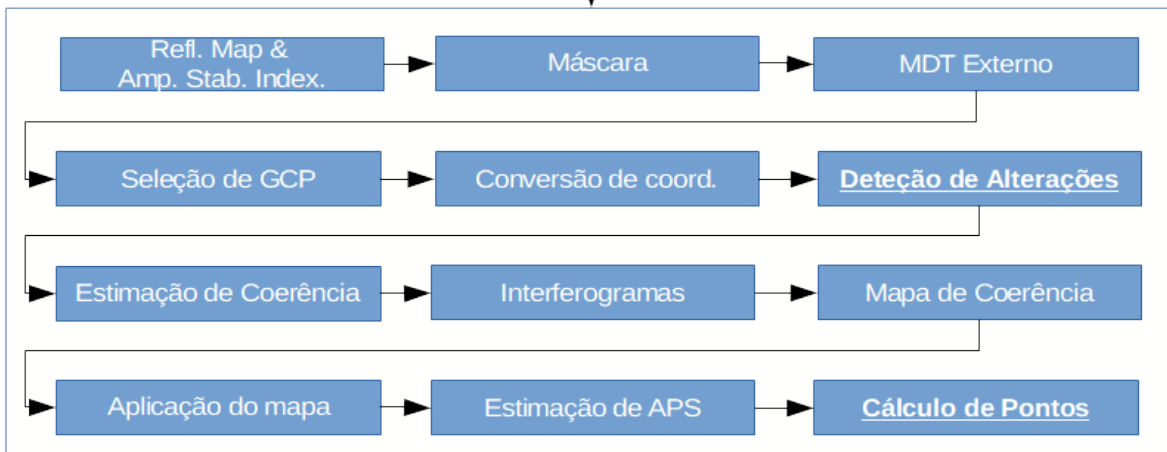 Refl. Map &
Amp. Stab. Index.
Máscara
MDT Externo
Seleção de GCP
Conversão de coord.
Deteção de Alterações
Estimação de Coerência
Interferogramas
Mapa de Coerência
Aplicação do mapa
Estimação de APS
Cálculo de Pontos